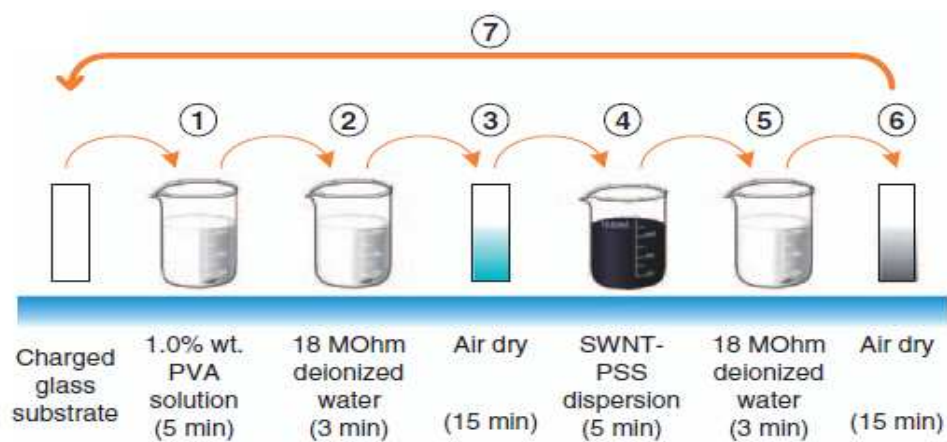 7
1
2
3
4
5
6
Charged
glass
substrate
1.0% wt.
PVA
solution
(5 min)
18 MOhm
deionized
water
(3 min)
Air dry
(15 min)
SWNT-
PSS
dispersion
(5 min)
18 MOhm
deionized
water
(3 min)
Air dry
(15 min)